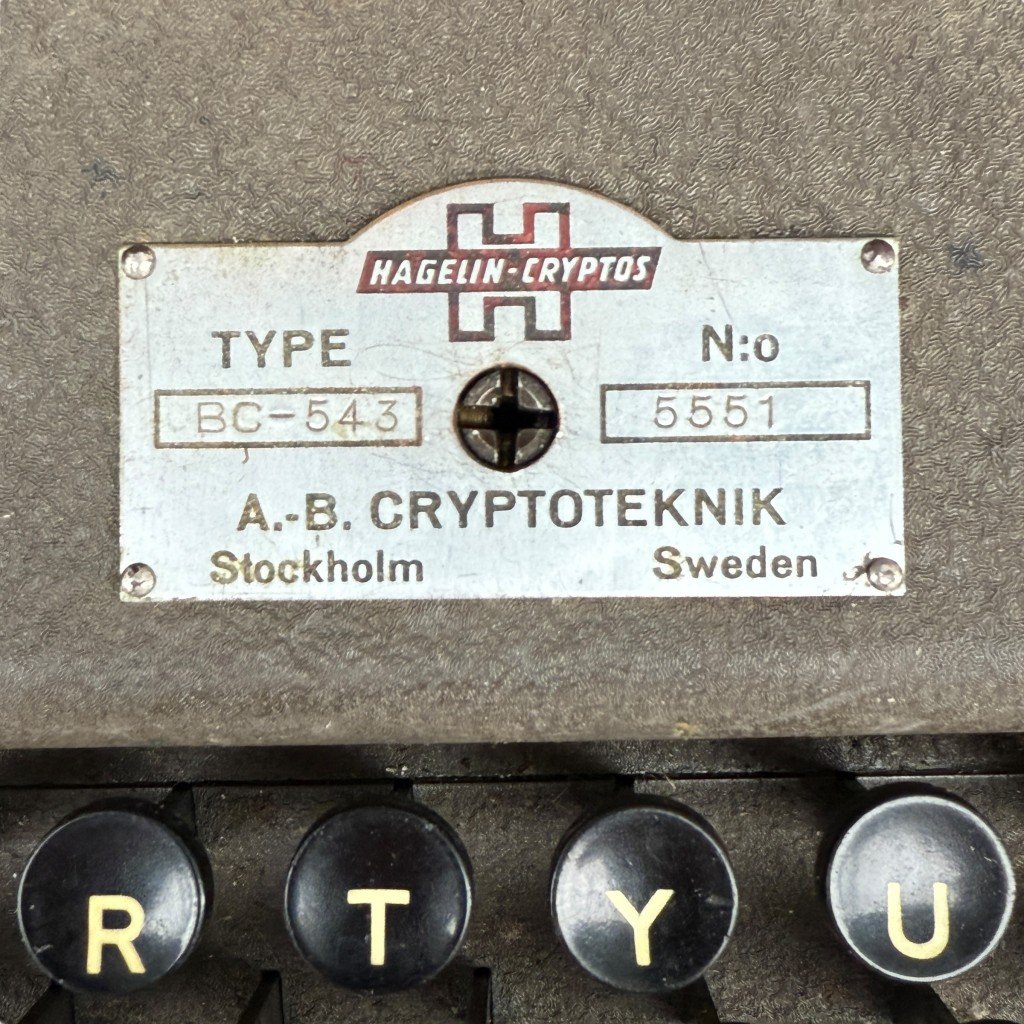 HAGELIN-CRYPTOS
TYPE N:o
BC-543 5551
A.-B. CRYPTOTEKNIK
Stockholm Sweden
R T Y U